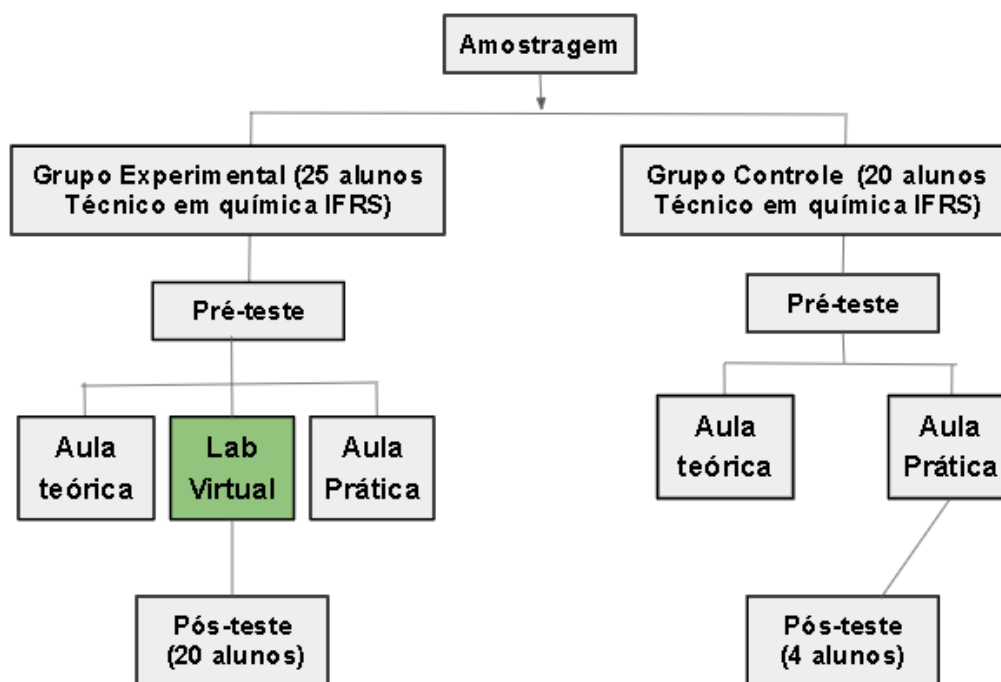 Amostragem
Grupo Experimental (25 alunos
Técnico em química IFRS)
Grupo Controle (20 alunos
Técnico em química IFRS)
Pré-teste
Pré-teste
Aula
teórica
Lab
Virtual
Aula
Prática
Aula
teórica
Aula
Prática
Pós-teste
(20 alunos)
Pós-teste
(4 alunos)